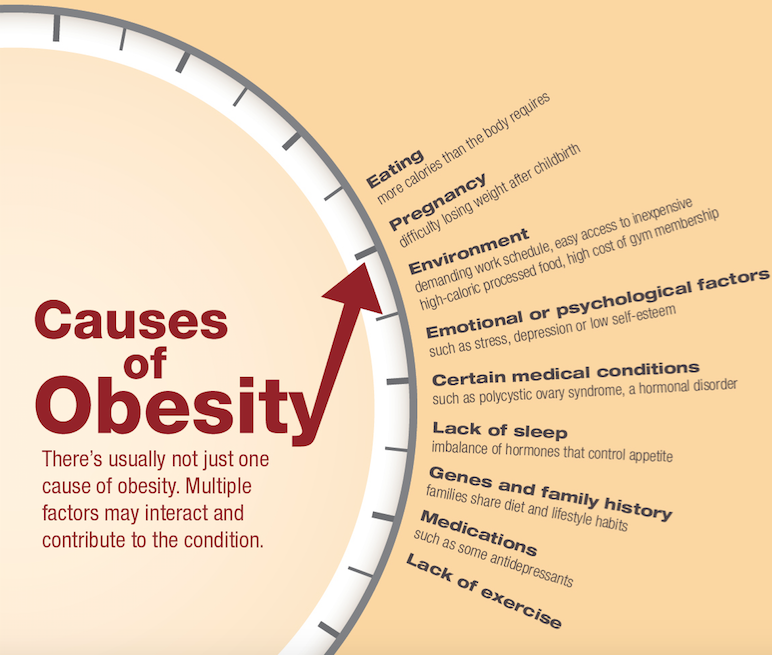 Causes
of
Obesity
There's usually not just one
cause of obesity. Multiple
factors may interact and
contribute to the condition.
Eating
more calories than the body requires
Pregnancy
difficulty losing weight after childbirth
Environment
demanding work schedule, easy access to inexpensive
high-caloric processed food, high cost of gym membership
Emotional or psychological factors
such as stress, depression or low self-esteem
Certain medical conditions
such as polycystic ovary syndrome, a hormonal disorder
Lack of sleep
imbalance of hormones that control appetite
Genes and family history
families share diet and lifestyle habits
Medications
such as some antidepressants
Lack of exercise